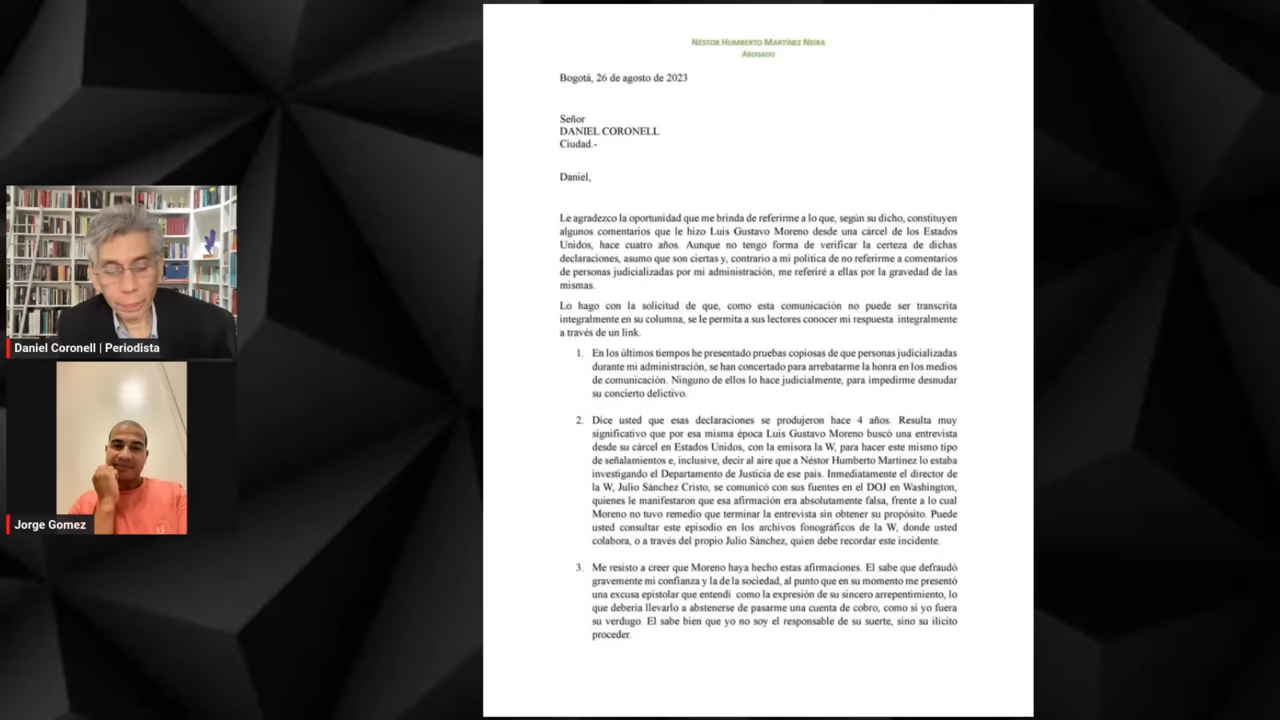 NÉSTOR HUMBERTO MARTÍNEZ NEIRA
ABOGADO
Bogotá, 26 de agosto de 2023
Señor
DANIEL CORONELL
Ciudad.-
Daniel,
Le agradezco la oportunidad que me brinda de referirme a lo que, según su dicho, constituyen
algunos comentarios que le hizo Luis Gustavo Moreno desde una cárcel de los Estados
Unidos, hace cuatro años. Aunque no tengo forma de verificar la certeza de dichas
declaraciones, asumo que son ciertas y, contrario a mi política de no referirme a comentarios
de personas judicializadas por mi administración, me referiré a ellas por la gravedad de las
mismas.
Lo hago con la solicitud de que, como esta comunicación no puede ser transcrita
integralmente en su columna, se le permita a sus lectores conocer mi respuesta integralmente
a través de un link.
1. En los últimos tiempos he presentado pruebas copiosas de que personas judicializadas
durante mi administración, se han concertado para arrebatarme la honra en los medios
de comunicación. Ninguno de ellos lo hace judicialmente, para impedirme desnudar
su concierto delictivo.
2. Dice usted que esas declaraciones se produjeron hace 4 años. Resulta muy
significativo que por esa misma época Luis Gustavo Moreno buscó una entrevista
desde su cárcel en Estados Unidos, con la emisora la W, para hacer este mismo tipo
de señalamientos e, inclusive, decir al aire que a Néstor Humberto Martínez lo estaba
investigando el Departamento de Justicia de ese país. Inmediatamente el director de
la W, Julio Sánchez Cristo, se comunicó con sus fuentes en el DOJ en Washington,
quienes le manifestaron que esa afirmación era absolutamente falsa, frente a lo cual
Moreno no tuvo remedio que terminar la entrevista sin obtener su propósito. Puede
usted consultar este episodio en los archivos fonográficos de la W, donde usted
colabora, o a través del propio Julio Sánchez, quien debe recordar este incidente.
3. Me resisto a creer que Moreno haya hecho estas afirmaciones. El sabe que defraudó
gravemente mi confianza y la de la sociedad, al punto que en su momento me presentó
una excusa epistolar que entendí como la expresión de su sincero arrepentimiento, lo
que debería llevarlo a abstenerse de pasarme una cuenta de cobro, como si yo fuera
su verdugo. El sabe bien que yo no soy el responsable de su suerte, sino su ilícito
proceder.
Daniel Coronell | Periodista
Jorge Gomez